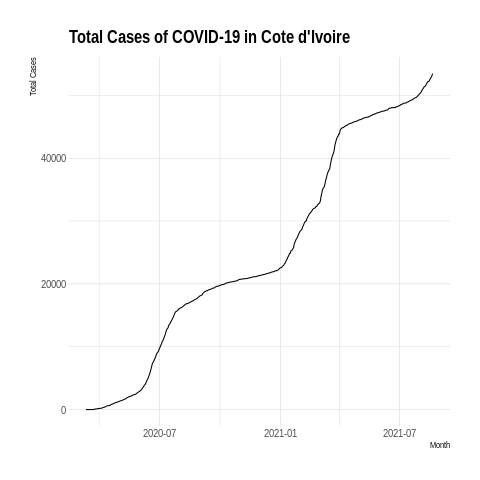 Total Cases of COVID-19 in Cote d'Ivoire
Total Cases
40000
20000
0
2020-07
2021-01
2021-07
Month